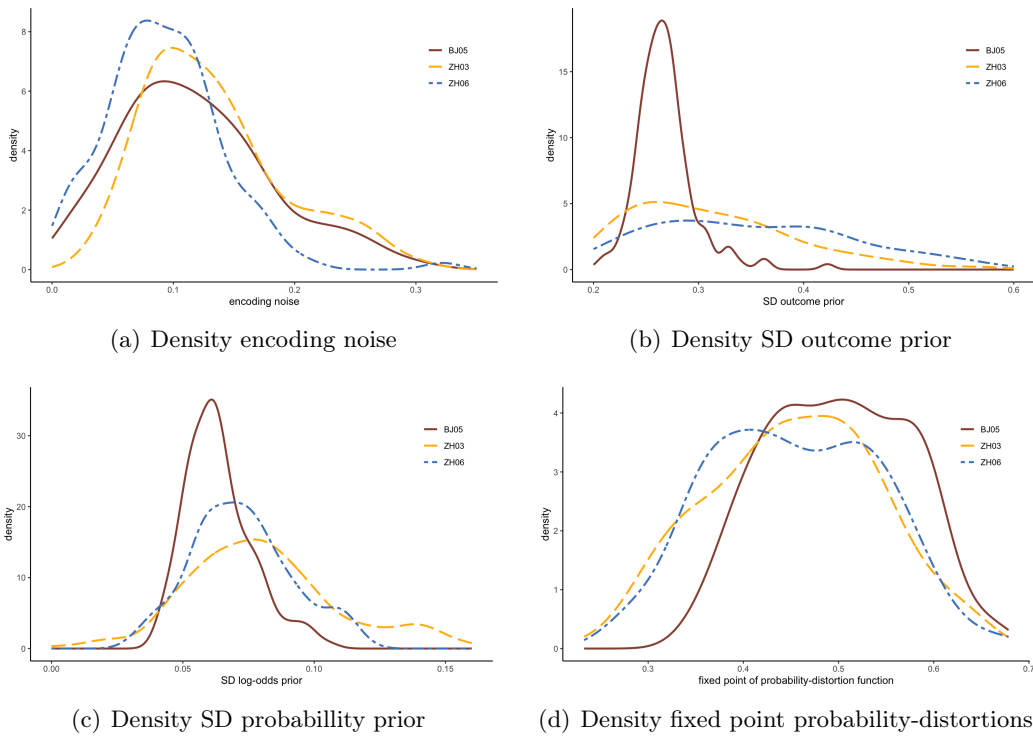 BJ05
ZH03
ZH06
density
8
6
4
2
0
0.0
0.1
0.2
0.3
encoding noise
(a) Density encoding noise
BJ05
ZH03
ZH06
density
15
10
5
0
0.2
0.3
0.4
0.5
0.6
SD outcome prior
(b) Density SD outcome prior
BJ05
ZH03
ZH06
density
30
20
10
0
0.00
0.05
0.10
0.15
SD log-odds prior
(c) Density SD probabillity prior
BJ05
ZH03
ZH06
density
4
3
2
1
0
0.3
0.4
0.5
0.6
0.7
fixed point of probability-distortion function
(d) Density fixed point probability-distortions